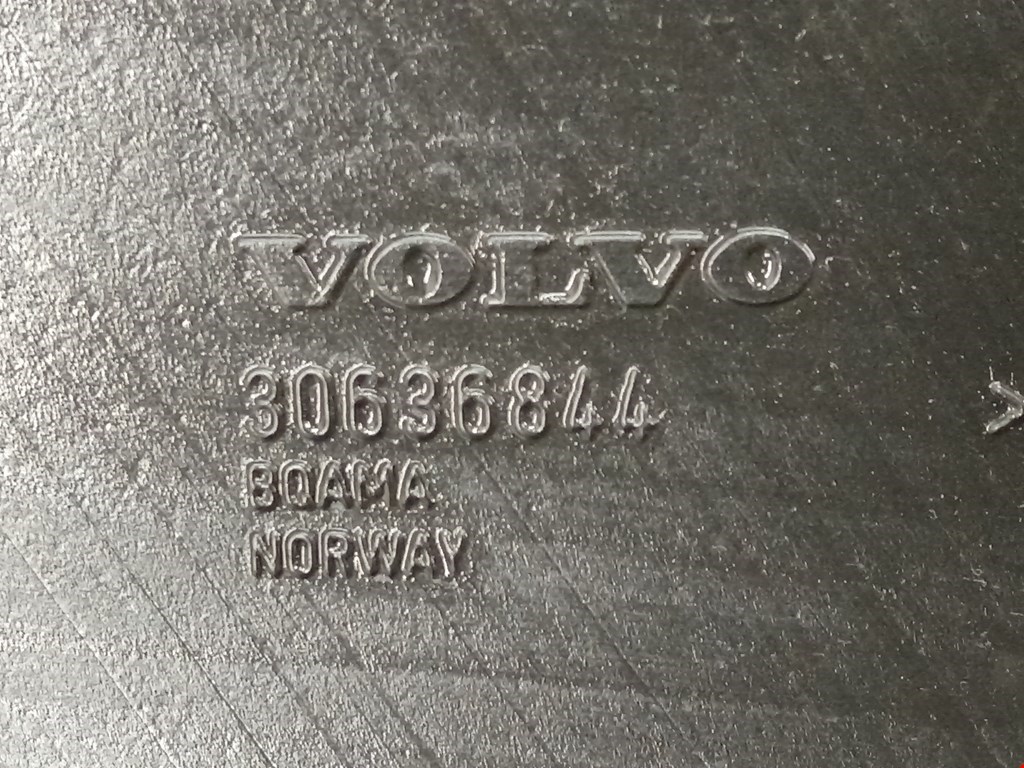 VOLVO
30636844
BQAMA
NORWAY
>